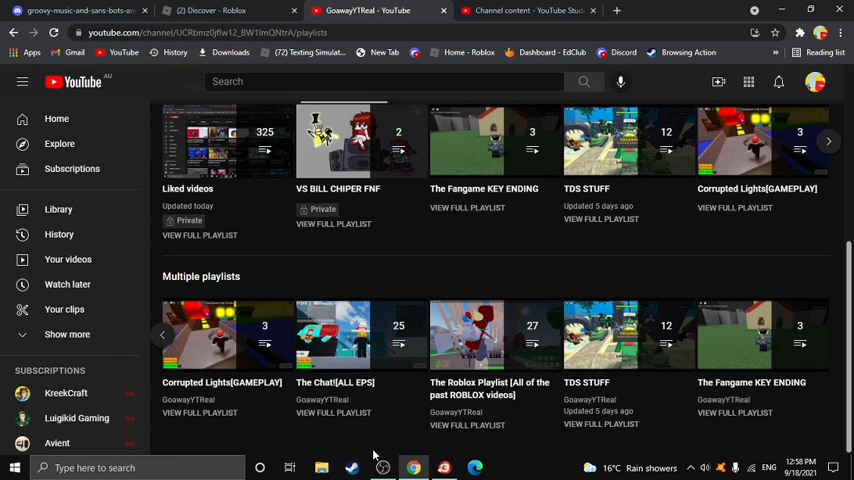 groovy-music-and-sans-bots-and
(2) Discover - Roblox
GoawayYTReal - YouTube
Channel content - YouTube Stud
youtube.com/channel/UCRbmz0jflw12_8W1ImQNtrA/playlists
Apps
Gmail
YouTube
History
Downloads
(72) Texting Simulat...
New Tab
Home - Roblox
Dashboard - EdClub
Discord
Browsing Action
»
Reading list
YouTube AU
Search
Home
Explore
Subscriptions
Library
History
Your videos
Watch later
Your clips
Show more
SUBSCRIPTIONS
KreekCraft
Luigikid Gaming
Avient
325
2
3
12
3
Liked videos
VS BILL CHIPER FNF
The Fangame KEY ENDING
TDS STUFF
Corrupted Lights[GAMEPLAY]
Updated today
Private
VIEW FULL PLAYLIST
Private
VIEW FULL PLAYLIST
VIEW FULL PLAYLIST
Updated 5 days ago
VIEW FULL PLAYLIST
VIEW FULL PLAYLIST
Multiple playlists
3
25
27
12
3
Corrupted Lights[GAMEPLAY]
GoawayYTReal
VIEW FULL PLAYLIST
The Chat![ALL EPS]
GoawayYTReal
VIEW FULL PLAYLIST
The Roblox Playlist [All of the
past ROBLOX videos]
GoawayYTReal
VIEW FULL PLAYLIST
TDS STUFF
GoawayYTReal
Updated 5 days ago
VIEW FULL PLAYLIST
The Fangame KEY ENDING
GoawayYTReal
VIEW FULL PLAYLIST
Type here to search
16°C Rain showers
ENG
12:58 PM
9/18/2021